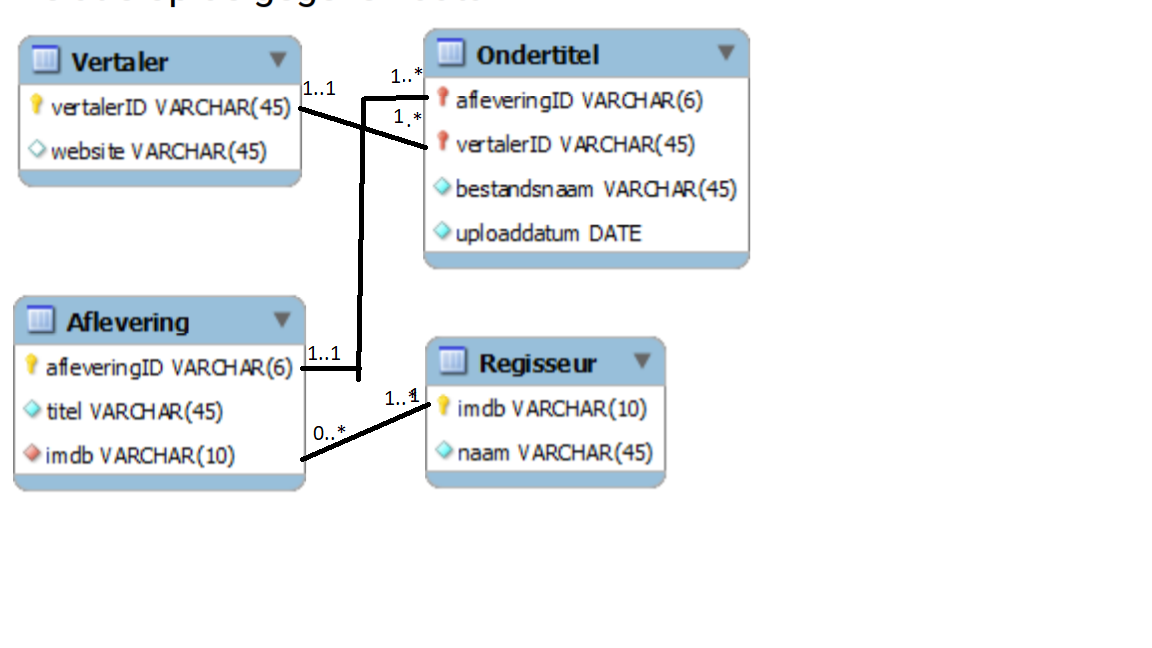 Vertaler
vertalerID VARCHAR(45)
website VARCHAR(45)
1..1
1..*
1..*
Ondertitel
afleveringID VARCHAR(6)
vertalerID VARCHAR(45)
bestandsnaam VARCHAR(45)
uploaddatum DATE
Aflevering
afleveringID VARCHAR(6)
titel VARCHAR(45)
imdb VARCHAR(10)
1..1
0..*
1..
1
Regisseur
imdb VARCHAR(10)
naam VARCHAR(45)